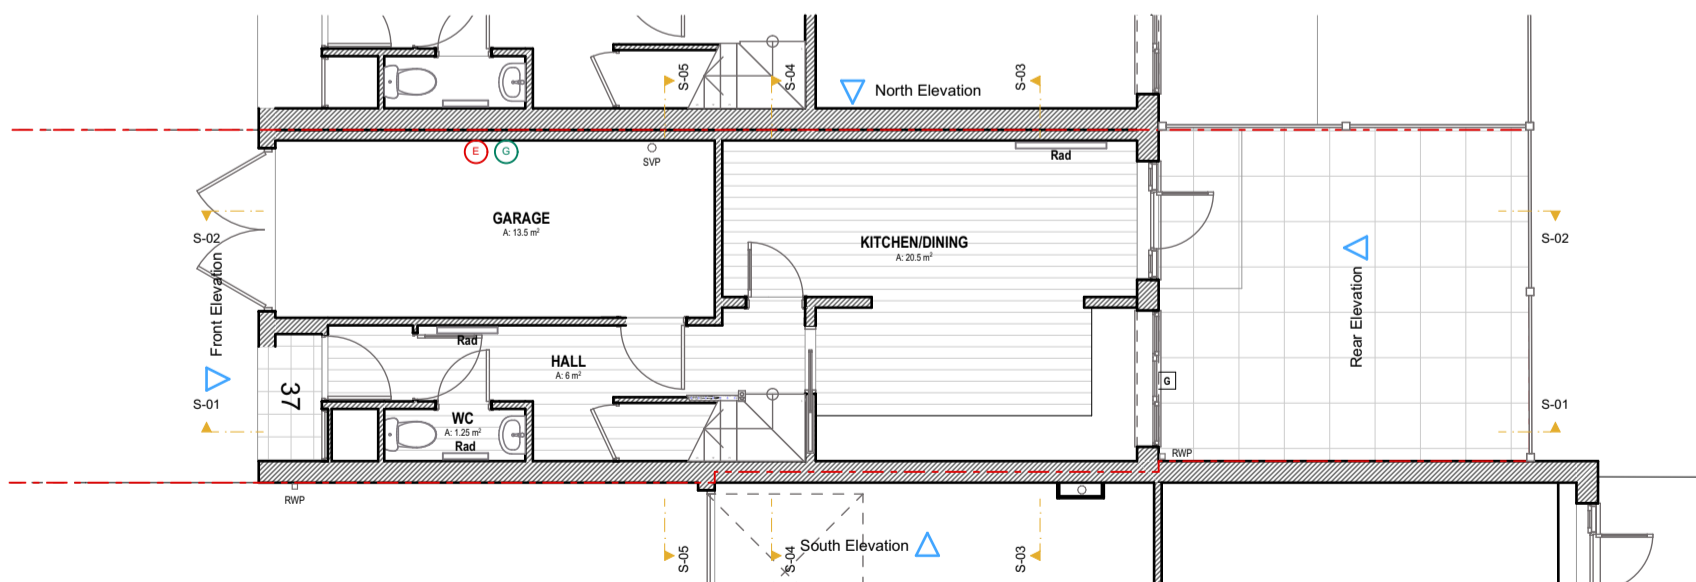 S-05
S-04
S-03
North Elevation
E
G
SVP
Rad
GARAGE
A: 13.5 m²
KITCHEN/DINING
A: 20.5 m²
S-02
S-02
Front Elevation
Rear Elevation
Rad
HALL
A: 6 m²
37
G
S-01
S-01
WC
A: 1.25 m²
Rad
RWP
RWP
S-05
S-04
South Elevation
S-03